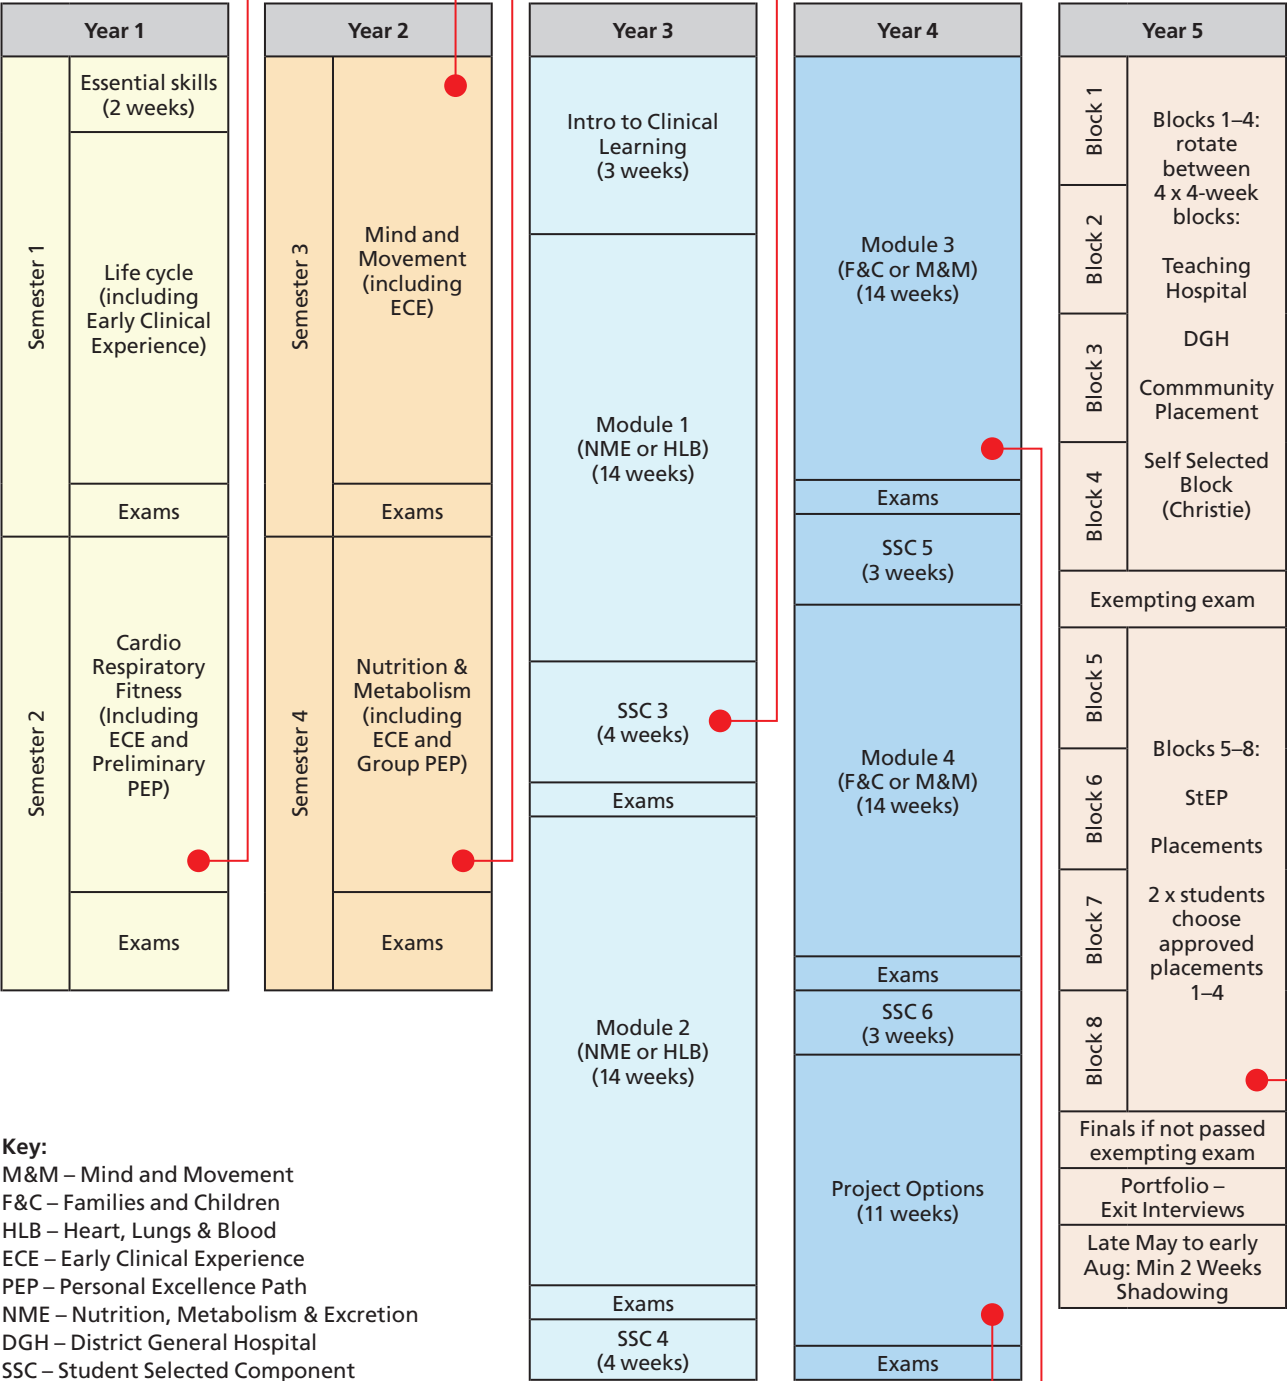 Year 1
Semester 1
Essential skills
(2 weeks)
Life cycle
(including
Early Clinical
Experience)
Exams
Semester 2
Cardio
Respiratory
Fitness
(Including
ECE and
Preliminary
PEP)
Exams
Year 2
Semester 3
Mind and
Movement
(including
ECE)
Exams
Semester 4
Nutrition &
Metabolism
(including
ECE and
Group PEP)
Exams
Year 3
Intro to Clinical
Learning
(3 weeks)
Module 1
(NME or HLB)
(14 weeks)
SSC 3
(4 weeks)
Exams
Module 2
(NME or HLB)
(14 weeks)
Exams
SSC 4
(4 weeks)
Year 4
Module 3
(F&C or M&M)
(14 weeks)
Exams
SSC 5
(3 weeks)
Module 4
(F&C or M&M)
(14 weeks)
Exams
SSC 6
(3 weeks)
Project Options
(11 weeks)
Exams
Year 5
Block 1
Block 2
Block 3
Block 4
Blocks 1–4:
rotate
between
4 x 4-week
blocks:
Teaching
Hospital
DGH
Commmunity
Placement
Self Selected
Block
(Christie)
Exempting exam
Block 5
Block 6
Block 7
Block 8
Blocks 5–8:
StEP
Placements
2 x students
choose
approved
placements
1–4
Finals if not passed
exempting exam
Portfolio –
Exit Interviews
Late May to early
Aug: Min 2 Weeks
Shadowing
Key:
M&M – Mind and Movement
F&C – Families and Children
HLB – Heart, Lungs & Blood
ECE – Early Clinical Experience
PEP – Personal Excellence Path
NME – Nutrition, Metabolism & Excretion
DGH – District General Hospital
SSC – Student Selected Component